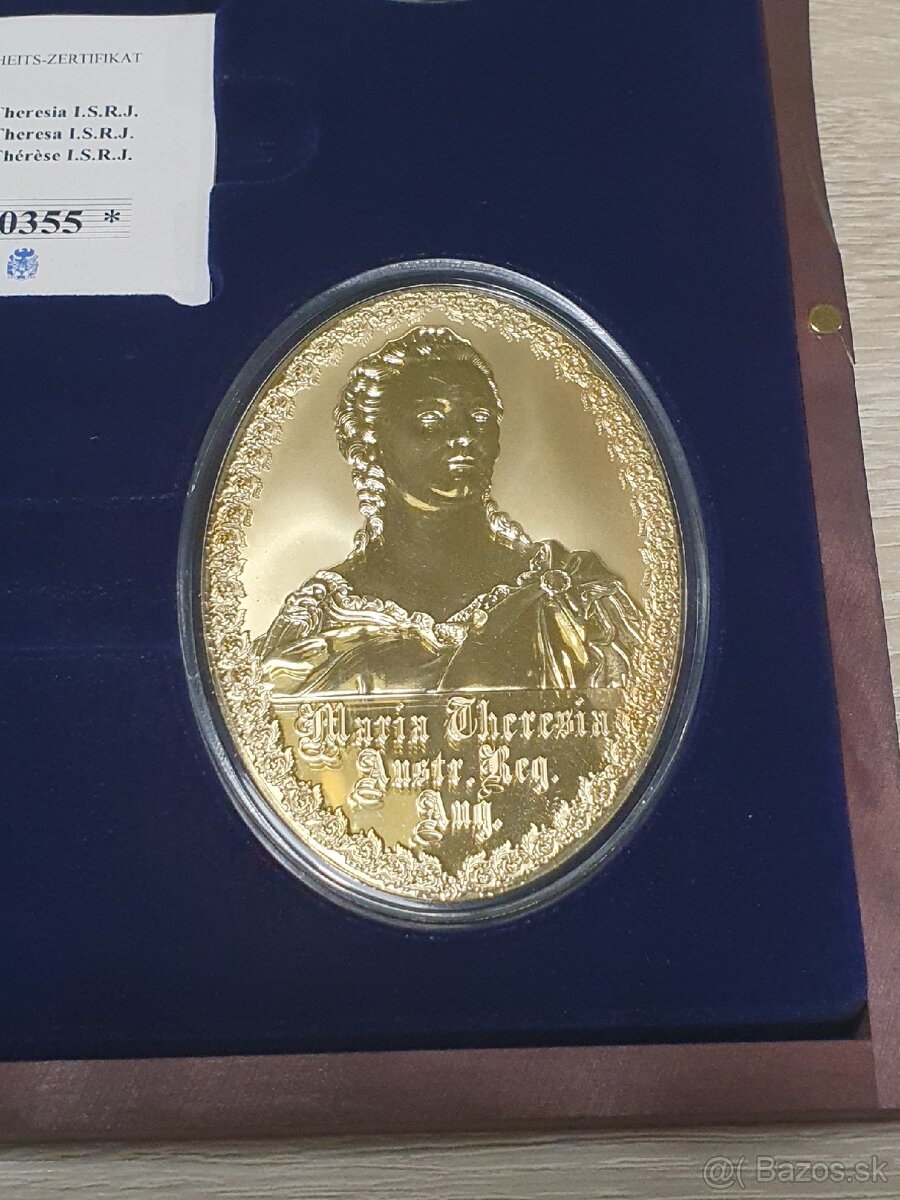 HEITS-ZERTIFIKAT
Theresia I.S.R.J.
Theresa I.S.R.J.
Thérèse I.S.R.J.
0355 *
Maria Theresia
Austr. Reg.
Aug.
@( Bazos.sk